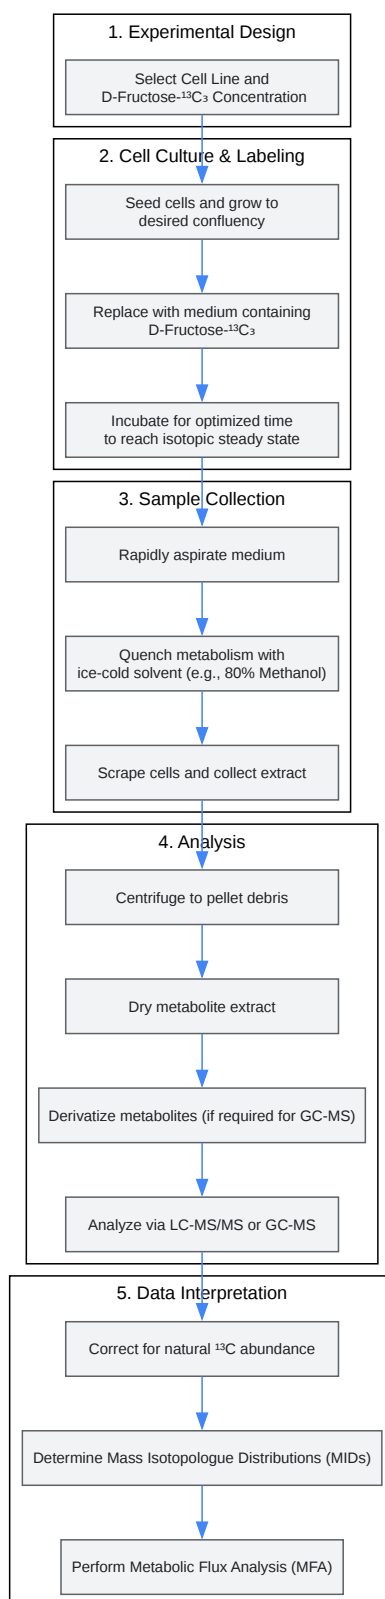 1. Experimental Design
Select Cell Line and
D-Fructose-¹³C₃ Concentration
2. Cell Culture & Labeling
Seed cells and grow to
desired confluency
Replace with medium containing
D-Fructose-¹³C₃
Incubate for optimized time
to reach isotopic steady state
3. Sample Collection
Rapidly aspirate medium
Quench metabolism with
ice-cold solvent (e.g., 80% Methanol)
Scrape cells and collect extract
4. Analysis
Centrifuge to pellet debris
Dry metabolite extract
Derivatize metabolites (if required for GC-MS)
Analyze via LC-MS/MS or GC-MS
5. Data Interpretation
Correct for natural ¹³C abundance
Determine Mass Isotopologue Distributions (MIDs)
Perform Metabolic Flux Analysis (MFA)